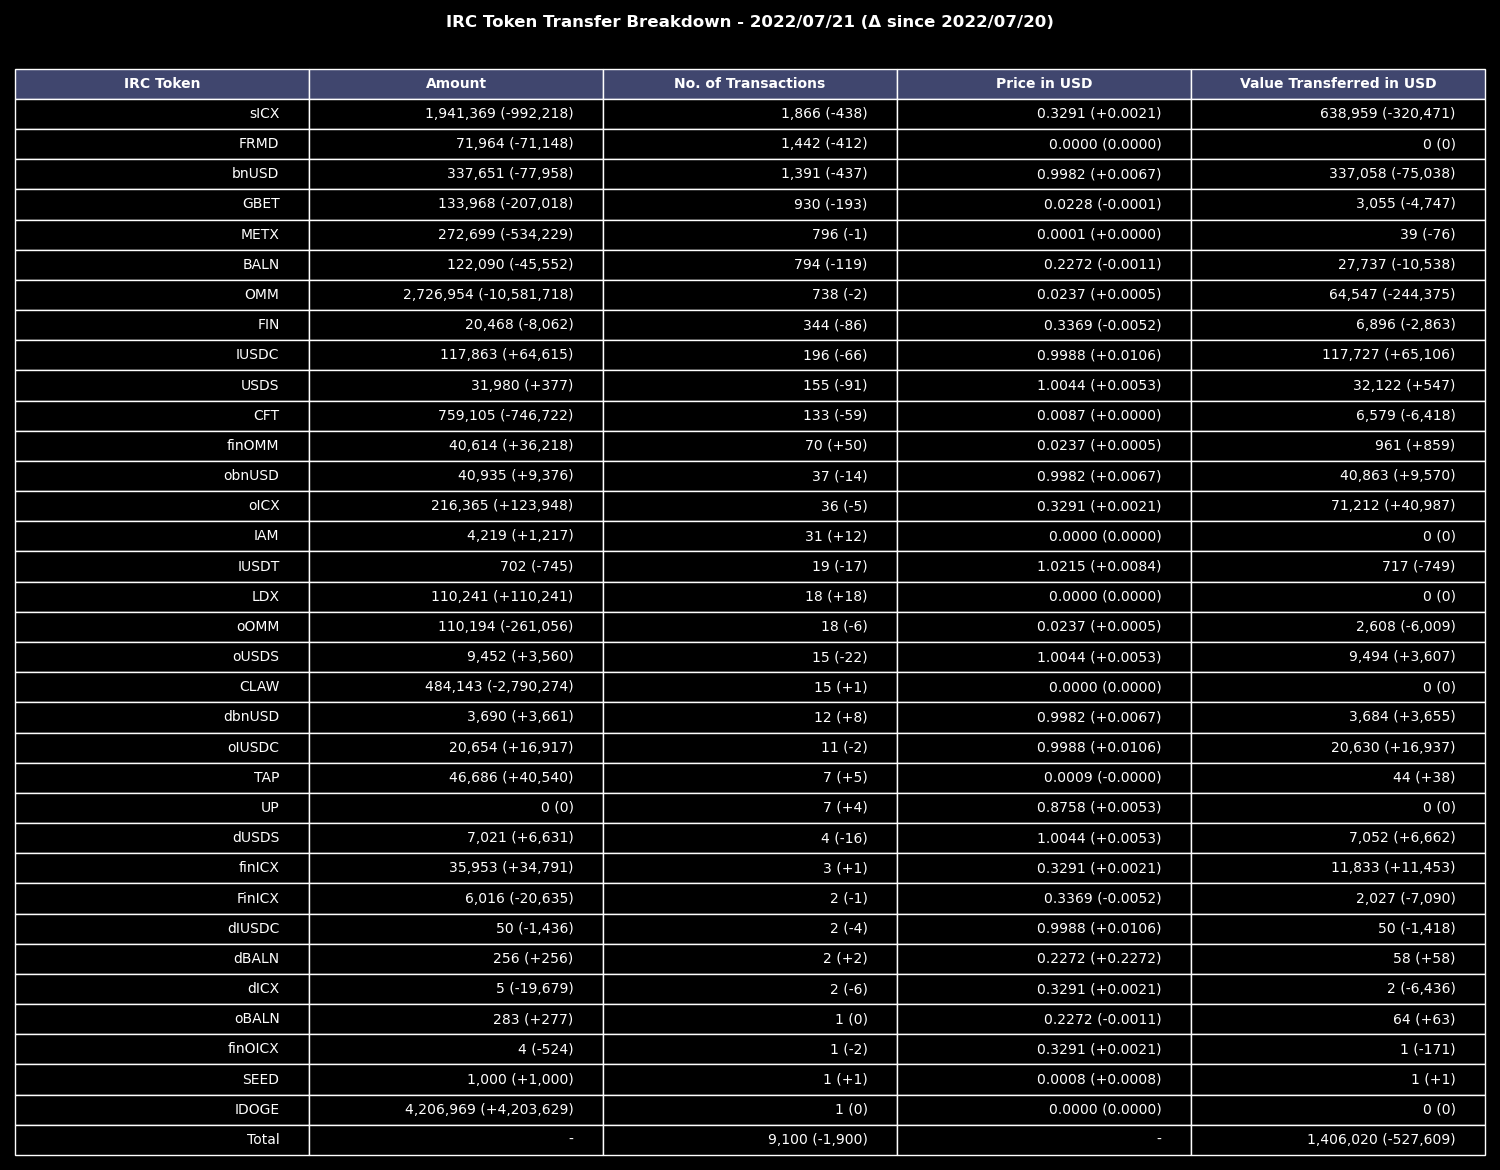 IRC Token Transfer Breakdown - 2022/07/21 (Δ since 2022/07/20)
IRC Token Amount No. of Transactions Price in USD Value Transferred in USD
sICX 1,941,369 (-992,218) 1,866 (-438) 0.3291 (+0.0021) 638,959 (-320,471)
FRMD 71,964 (-71,148) 1,442 (-412) 0.0000 (0.0000) 0 (0)
bnUSD 337,651 (-77,958) 1,391 (-437) 0.9982 (+0.0067) 337,058 (-75,038)
GBET 133,968 (-207,018) 930 (-193) 0.0228 (-0.0001) 3,055 (-4,747)
METX 272,699 (-534,229) 796 (-1) 0.0001 (+0.0000) 39 (-76)
BALN 122,090 (-45,552) 794 (-119) 0.2272 (-0.0011) 27,737 (-10,538)
OMM 2,726,954 (-10,581,718) 738 (-2) 0.0237 (+0.0005) 64,547 (-244,375)
FIN 20,468 (-8,062) 344 (-86) 0.3369 (-0.0052) 6,896 (-2,863)
IUSDC 117,863 (+64,615) 196 (-66) 0.9988 (+0.0106) 117,727 (+65,106)
USDS 31,980 (+377) 155 (-91) 1.0044 (+0.0053) 32,122 (+547)
CFT 759,105 (-746,722) 133 (-59) 0.0087 (+0.0000) 6,579 (-6,418)
finOMM 40,614 (+36,218) 70 (+50) 0.0237 (+0.0005) 961 (+859)
obnUSD 40,935 (+9,376) 37 (-14) 0.9982 (+0.0067) 40,863 (+9,570)
oICX 216,365 (+123,948) 36 (-5) 0.3291 (+0.0021) 71,212 (+40,987)
IAM 4,219 (+1,217) 31 (+12) 0.0000 (0.0000) 0 (0)
IUSDT 702 (-745) 19 (-17) 1.0215 (+0.0084) 717 (-749)
LDX 110,241 (+110,241) 18 (+18) 0.0000 (0.0000) 0 (0)
oOMM 110,194 (-261,056) 18 (-6) 0.0237 (+0.0005) 2,608 (-6,009)
oUSDS 9,452 (+3,560) 15 (-22) 1.0044 (+0.0053) 9,494 (+3,607)
CLAW 484,143 (-2,790,274) 15 (+1) 0.0000 (0.0000) 0 (0)
dbnUSD 3,690 (+3,661) 12 (+8) 0.9982 (+0.0067) 3,684 (+3,655)
oIUSDC 20,654 (+16,917) 11 (-2) 0.9988 (+0.0106) 20,630 (+16,937)
TAP 46,686 (+40,540) 7 (+5) 0.0009 (-0.0000) 44 (+38)
UP 0 (0) 7 (+4) 0.8758 (+0.0053) 0 (0)
dUSDS 7,021 (+6,631) 4 (-16) 1.0044 (+0.0053) 7,052 (+6,662)
finICX 35,953 (+34,791) 3 (+1) 0.3291 (+0.0021) 11,833 (+11,453)
FinICX 6,016 (-20,635) 2 (-1) 0.3369 (-0.0052) 2,027 (-7,090)
dIUSDC 50 (-1,436) 2 (-4) 0.9988 (+0.0106) 50 (-1,418)
dBALN 256 (+256) 2 (+2) 0.2272 (+0.2272) 58 (+58)
dICX 5 (-19,679) 2 (-6) 0.3291 (+0.0021) 2 (-6,436)
oBALN 283 (+277) 1 (0) 0.2272 (-0.0011) 64 (+63)
finOICX 4 (-524) 1 (-2) 0.3291 (+0.0021) 1 (-171)
SEED 1,000 (+1,000) 1 (+1) 0.0008 (+0.0008) 1 (+1)
IDOGE 4,206,969 (+4,203,629) 1 (0) 0.0000 (0.0000) 0 (0)
Total - 9,100 (-1,900) - 1,406,020 (-527,609)